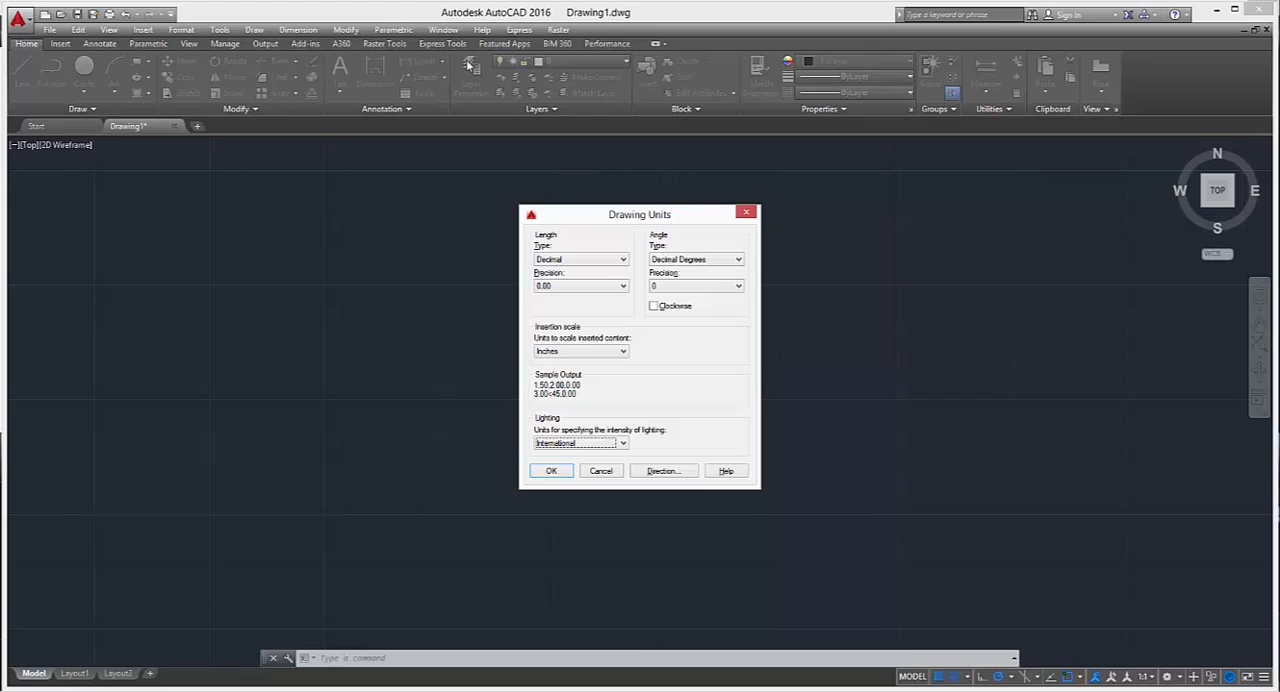 Autodesk AutoCAD 2016 Drawing1.dwg
Type a keyword or phrase
Sign In
File Edit View Insert Format Tools Draw Dimension Modify Parametric Window Help Express Raster
Home Insert Annotate Parametric View Manage Output Add-ins A360 Raster Tools Express Tools Featured Apps BIM 360 Performance
Draw Modify Annotation Layers Block Properties Groups Utilities Clipboard View
ByLayer
ByLayer
Start Drawing1*
[−][Top][2D Wireframe]
N
W TOP E
S
WCS
Drawing Units
Length
Type:
Decimal
Precision:
0.00
Angle
Type:
Decimal Degrees
Precision:
0
Clockwise
Insertion scale
Units to scale inserted content:
Inches
Sample Output
1.50,2.00,0.00
3.00<45,0.00
Lighting
Units for specifying the intensity of lighting:
International
OK Cancel Direction... Help
Type a command
Model Layout1 Layout2
MODEL 1:1